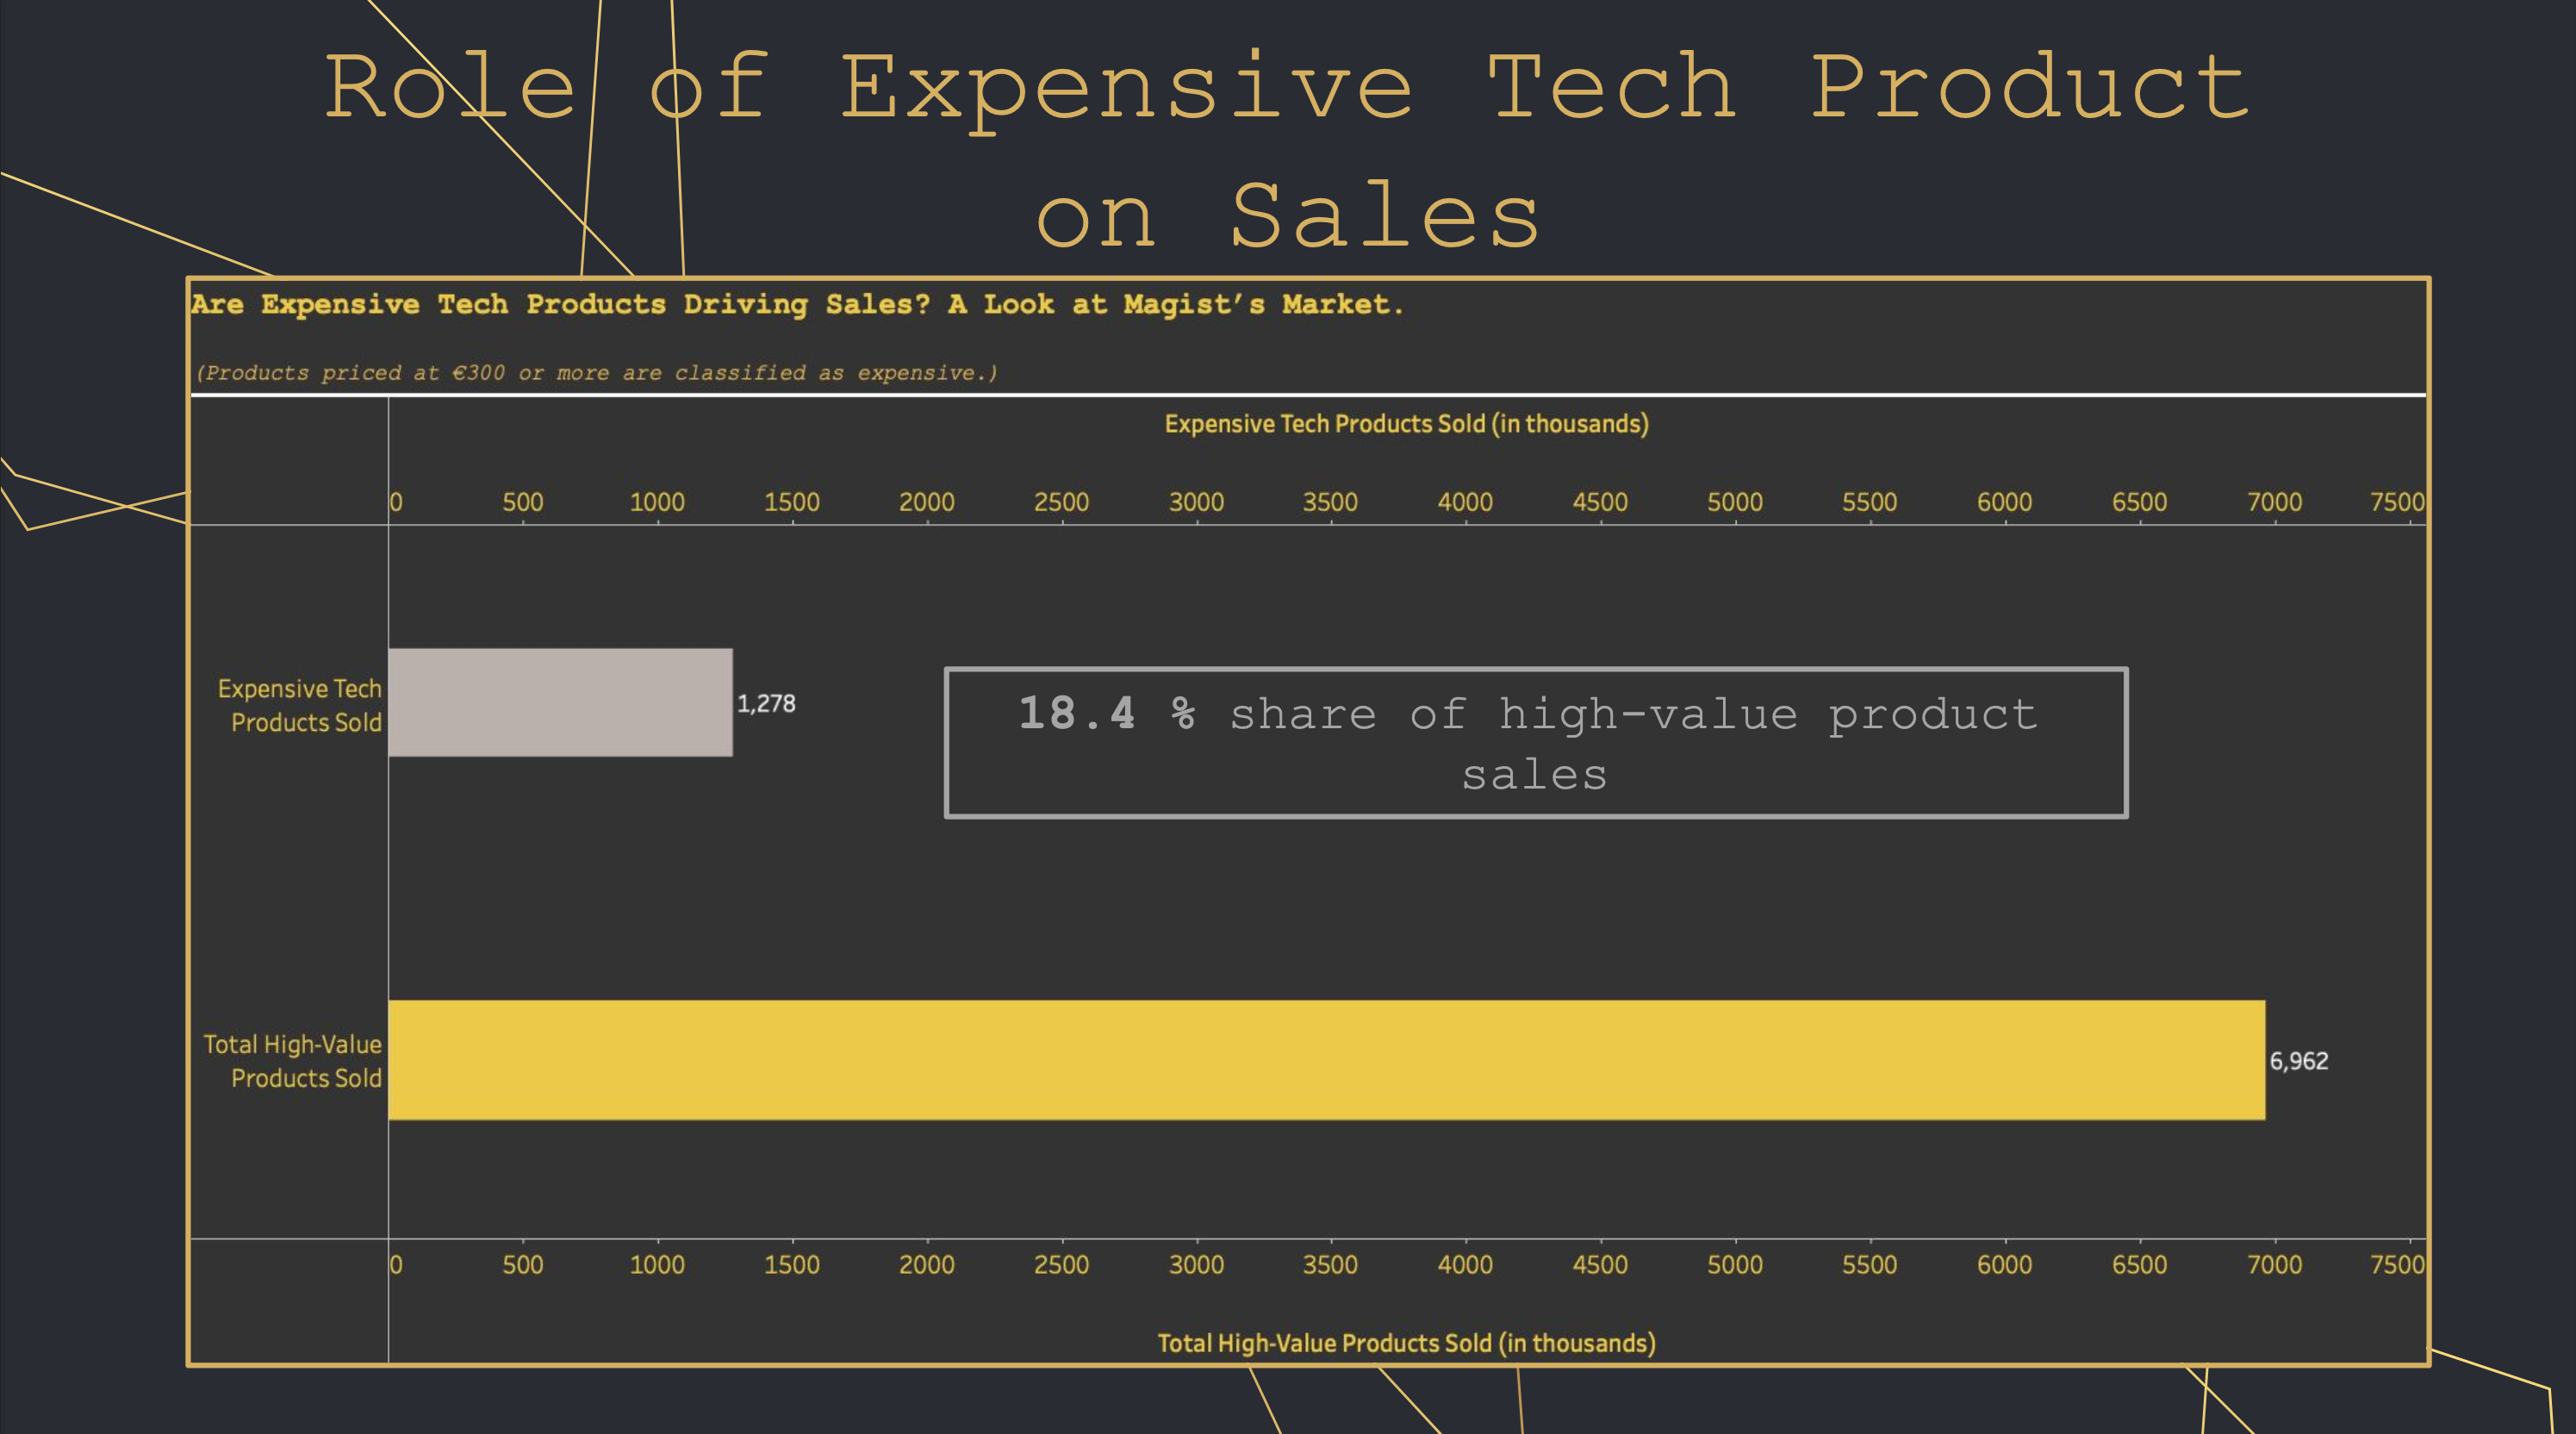 Role of Expensive Tech Product
on Sales
Are Expensive Tech Products Driving Sales? A Look at Magist’s Market.
(Products priced at €300 or more are classified as expensive.)
Expensive Tech Products Sold (in thousands)
0 500 1000 1500 2000 2500 3000 3500 4000 4500 5000 5500 6000 6500 7000 7500
Expensive Tech
Products Sold
1,278
18.4 % share of high-value product
sales
Total High-Value
Products Sold
6,962
0 500 1000 1500 2000 2500 3000 3500 4000 4500 5000 5500 6000 6500 7000 7500
Total High-Value Products Sold (in thousands)